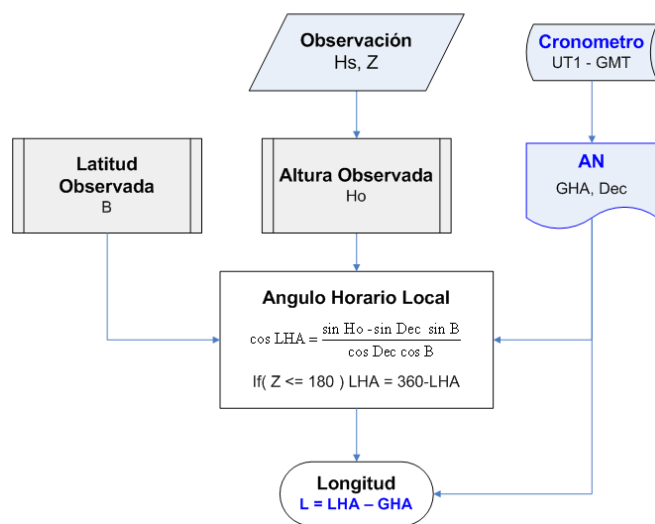 Observación
Hs, Z
Cronometro
UT1 - GMT
Latitud
Observada
B
Altura Observada
Ho
AN
GHA, Dec
Angulo Horario Local
cos LHA = (sin Ho - sin Dec sin B) / (cos Dec cos B)
If( Z <= 180 ) LHA = 360-LHA
Longitud
L = LHA – GHA